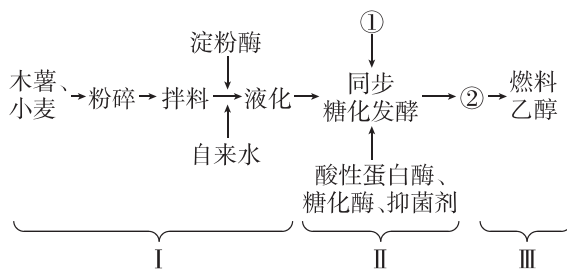 ①
淀粉酶
木薯、
小麦
粉碎
拌料
液化
同步
糖化发酵
②
燃料
乙醇
自来水
酸性蛋白酶、
糖化酶、抑菌剂
Ⅰ
Ⅱ
Ⅲ